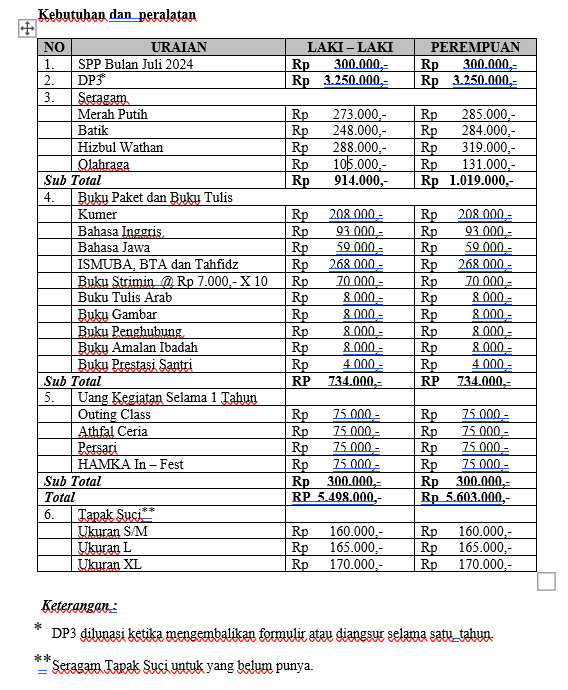 Kebutuhan dan peralatan
NO URAIAN LAKI – LAKI PEREMPUAN
1. SPP Bulan Juli 2024 Rp 300.000,- Rp 300.000,-
2. DP3* Rp 3.250.000,- Rp 3.250.000,-
3. Seragam
Merah Putih Rp 273.000,- Rp 285.000,-
Batik Rp 248.000,- Rp 284.000,-
Hizbul Wathan Rp 288.000,- Rp 319.000,-
Olahraga Rp 105.000,- Rp 131.000,-
Sub Total Rp 914.000,- Rp 1.019.000,-
4. Buku Paket dan Buku Tulis
Kumer Rp 208.000,- Rp 208.000,-
Bahasa Inggris Rp 93.000,- Rp 93.000,-
Bahasa Jawa Rp 59.000,- Rp 59.000,-
ISMUBA, BTA dan Tahfidz Rp 268.000,- Rp 268.000,-
Buku Strimin @ Rp 7.000,- X 10 Rp 70.000,- Rp 70.000,-
Buku Tulis Arab Rp 8.000,- Rp 8.000,-
Buku Gambar Rp 8.000,- Rp 8.000,-
Buku Penghubung Rp 8.000,- Rp 8.000,-
Buku Amalan Ibadah Rp 8.000,- Rp 8.000,-
Buku Prestasi Santri Rp 4.000,- Rp 4.000,-
Sub Total RP 734.000,- RP 734.000,-
5. Uang Kegiatan Selama 1 Tahun
Outing Class Rp 75.000,- Rp 75.000,-
Athfal Ceria Rp 75.000,- Rp 75.000,-
Persari Rp 75.000,- Rp 75.000,-
HAMKA In – Fest Rp 75.000,- Rp 75.000,-
Sub Total Rp 300.000,- Rp 300.000,-
Total RP 5.498.000,- Rp 5.603.000,-
6. Tapak Suci**
Ukuran S/M Rp 160.000,- Rp 160.000,-
Ukuran L Rp 165.000,- Rp 165.000,-
Ukuran XL Rp 170.000,- Rp 170.000,-
Keterangan :
* DP3 dilunasi ketika mengembalikan formulir atau diangsur selama satu tahun.
** Seragam Tapak Suci untuk yang belum punya.